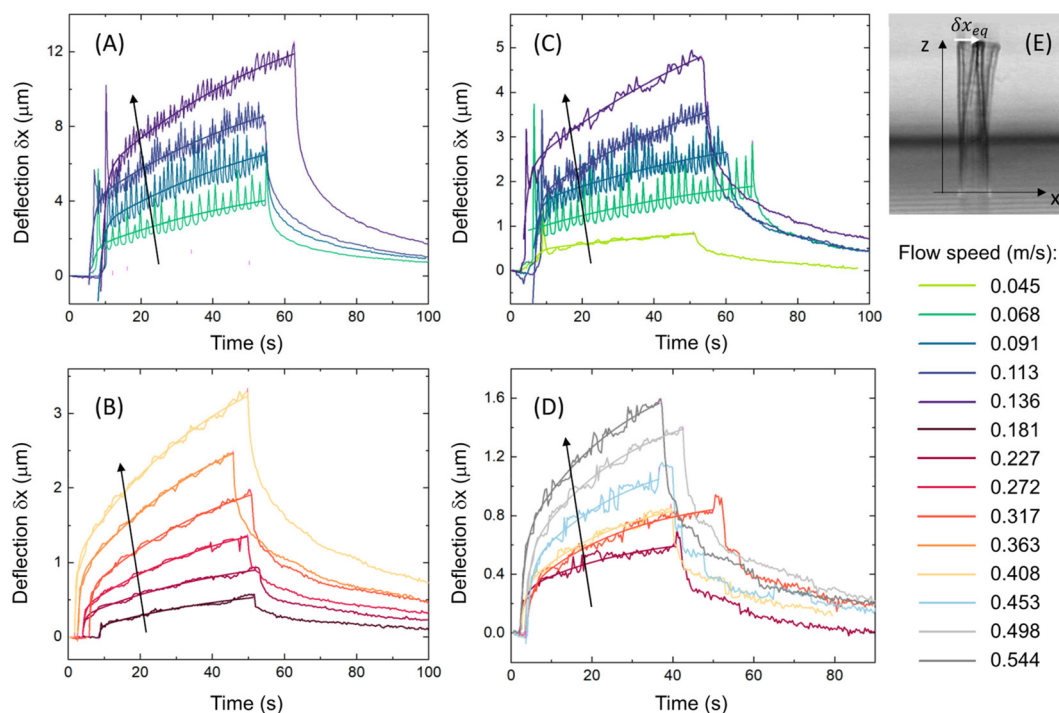 (A)
12
8
4
0
Deflection δx (μm)
0 20 40 60 80 100
Time (s)
(C)
5
4
3
2
1
0
Deflection δx (μm)
0 20 40 60 80 100
Time (s)
δx_eq
z
(E)
x
(B)
3
2
1
0
Deflection δx (μm)
0 20 40 60 80 100
Time (s)
(D)
1.6
1.2
0.8
0.4
0.0
Deflection δx (μm)
0 20 40 60 80
Time (s)
Flow speed (m/s):
0.045
0.068
0.091
0.113
0.136
0.181
0.227
0.272
0.317
0.363
0.408
0.453
0.498
0.544